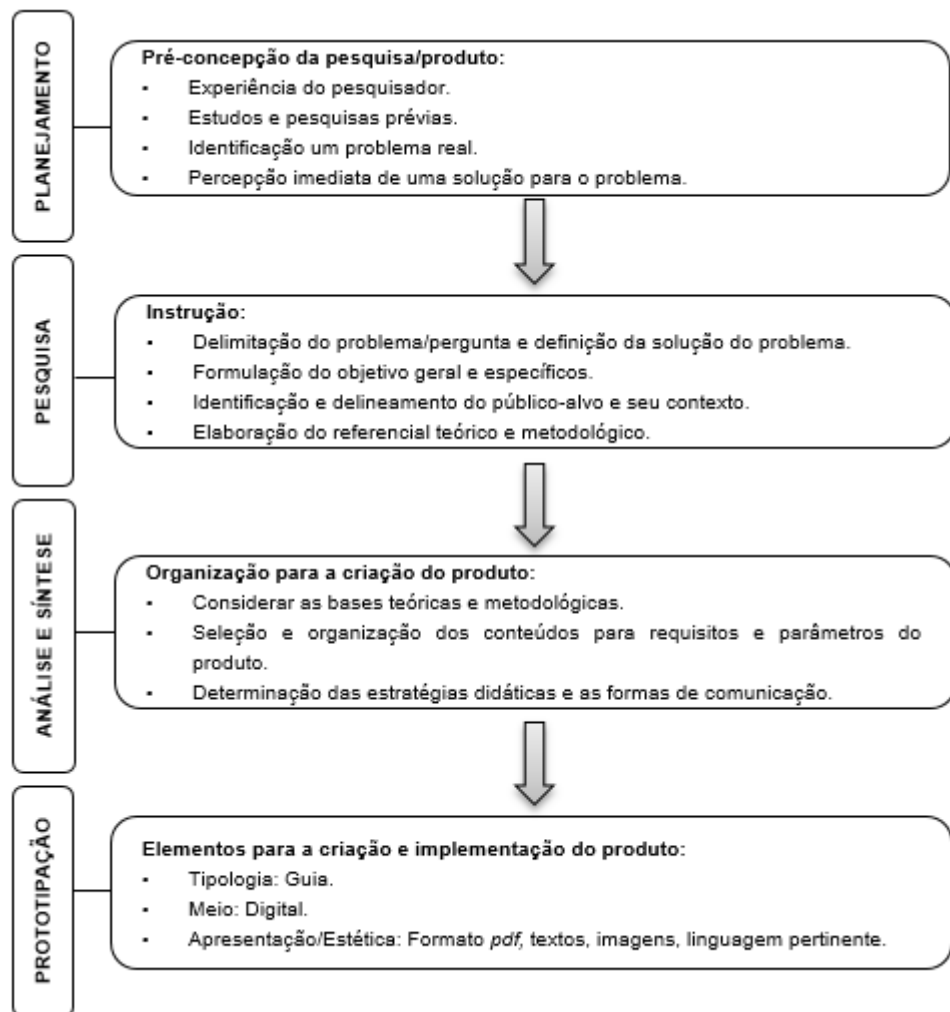 PLANEJAMENTO
Pré-concepção da pesquisa/produto:
▪ Experiência do pesquisador.
▪ Estudos e pesquisas prévias.
▪ Identificação um problema real.
▪ Percepção imediata de uma solução para o problema.
PESQUISA
Instrução:
▪ Delimitação do problema/pergunta e definição da solução do problema.
▪ Formulação do objetivo geral e específicos.
▪ Identificação e delineamento do público-alvo e seu contexto.
▪ Elaboração do referencial teórico e metodológico.
ANÁLISE E SÍNTESE
Organização para a criação do produto:
▪ Considerar as bases teóricas e metodológicas.
▪ Seleção e organização dos conteúdos para requisitos e parâmetros do
produto.
▪ Determinação das estratégias didáticas e as formas de comunicação.
PROTOTIPAÇÃO
Elementos para a criação e implementação do produto:
▪ Tipologia: Guia.
▪ Meio: Digital.
▪ Apresentação/Estética: Formato pdf, textos, imagens, linguagem pertinente.